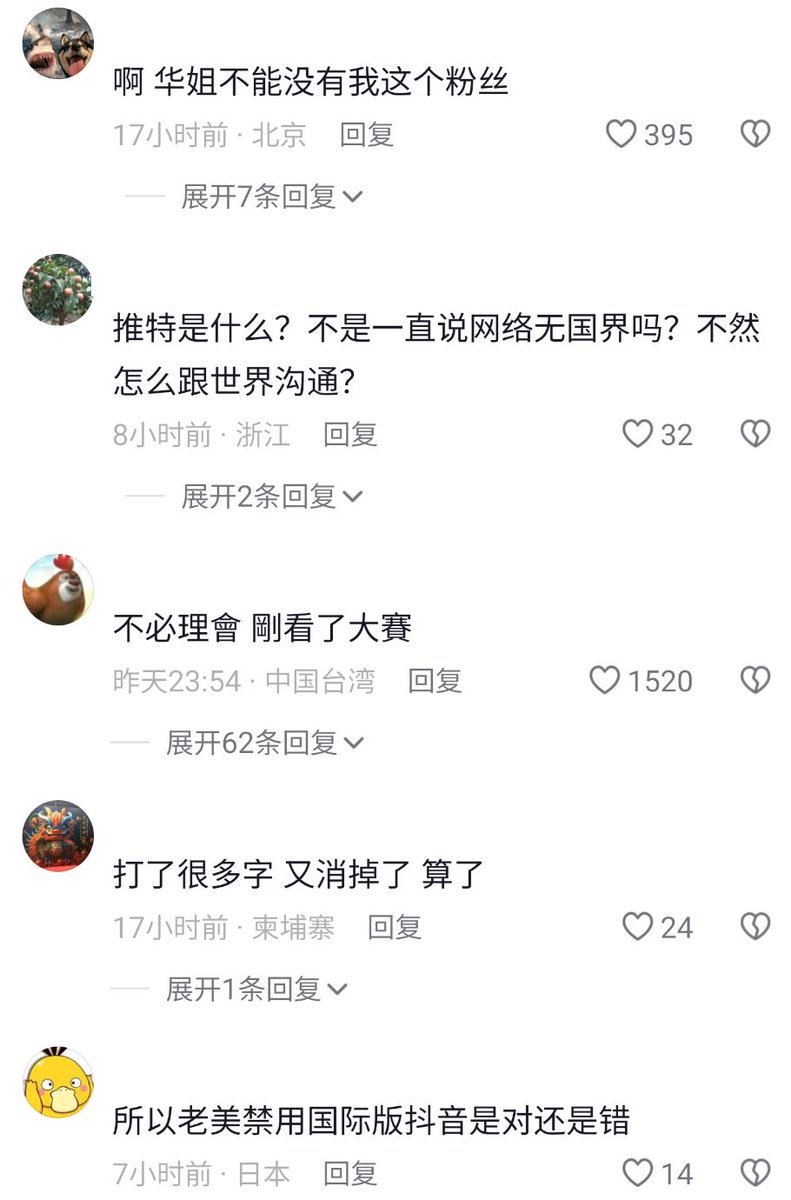 啊 华姐不能没有我这个粉丝
17小时前 · 北京 回复 395
展开7条回复
推特是什么？不是一直说网络无国界吗？不然
怎么跟世界沟通？
8小时前 · 浙江 回复 32
展开2条回复
不必理會 剛看了大賽
昨天23:54 · 中国台湾 回复 1520
展开62条回复
打了很多字 又消掉了 算了
17小时前 · 柬埔寨 回复 24
展开1条回复
所以老美禁用国际版抖音是对还是错
7小时前 · 日本 回复 14